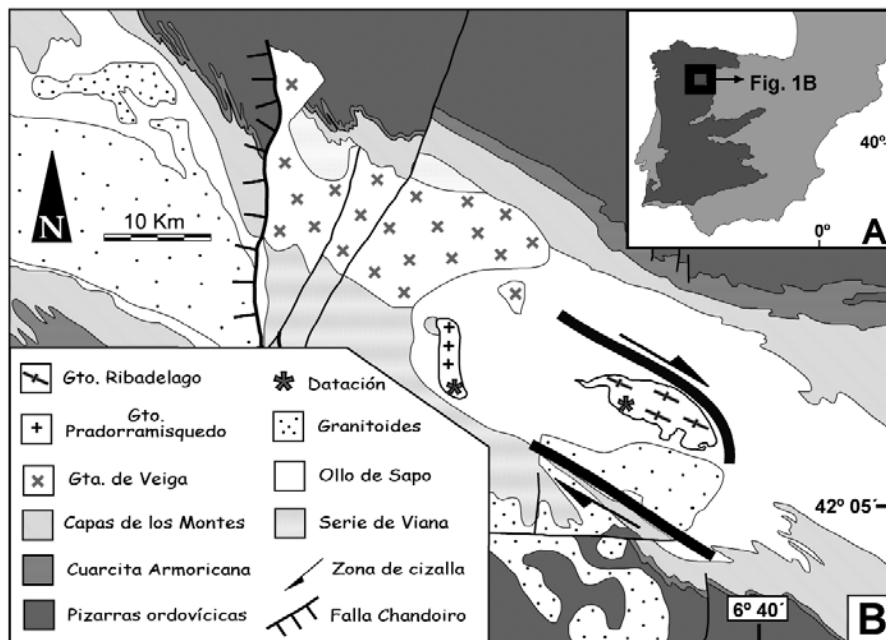 Fig. 1B
40º
0º
A
N
10 Km
Gto. Ribadelago
Datación
Gto.
Pradorramisquedo
Granitoides
Gta. de Veiga
Ollo de Sapo
Capas de los Montes
Serie de Viana
Cuarcita Armoricana
Zona de cizalla
Pizarras ordovícicas
Falla Chandoiro
42º 05´
6º 40´
B